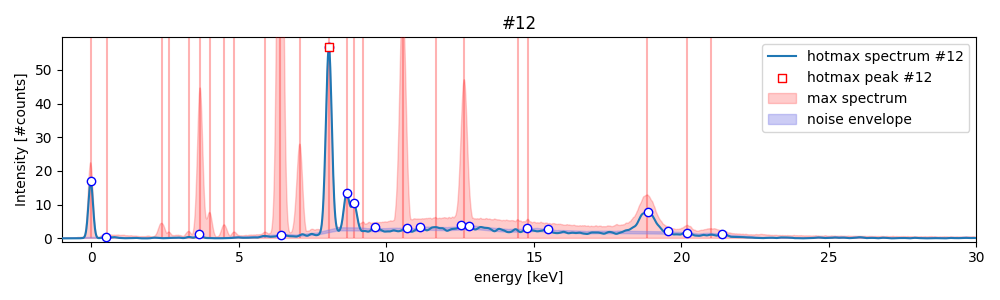 #12
Intensity [#counts]
50
40
30
20
10
0
hotmax spectrum #12
hotmax peak #12
max spectrum
noise envelope
0 5 10 15 20 25 30
energy [keV]